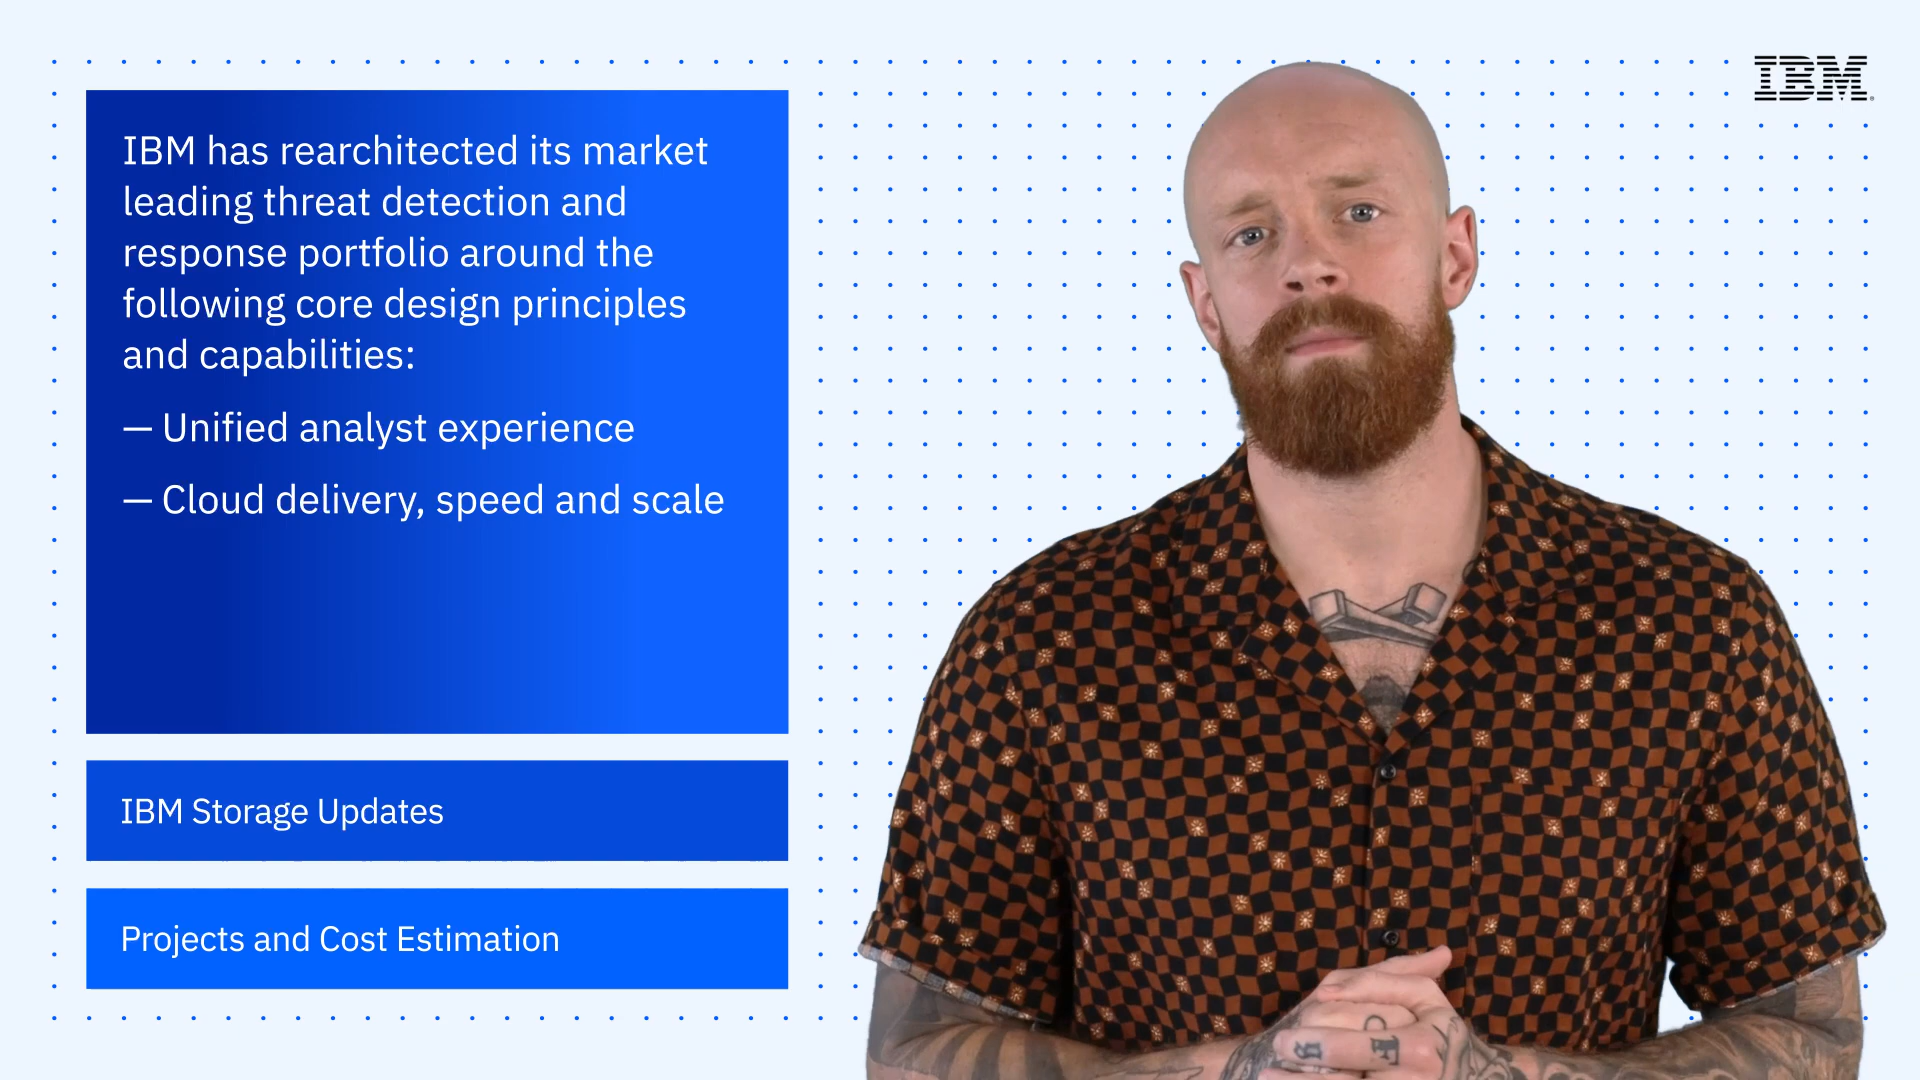 IBM
IBM has rearchitected its market
leading threat detection and
response portfolio around the
following core design principles
and capabilities:
— Unified analyst experience
— Cloud delivery, speed and scale
IBM Storage Updates
Projects and Cost Estimation